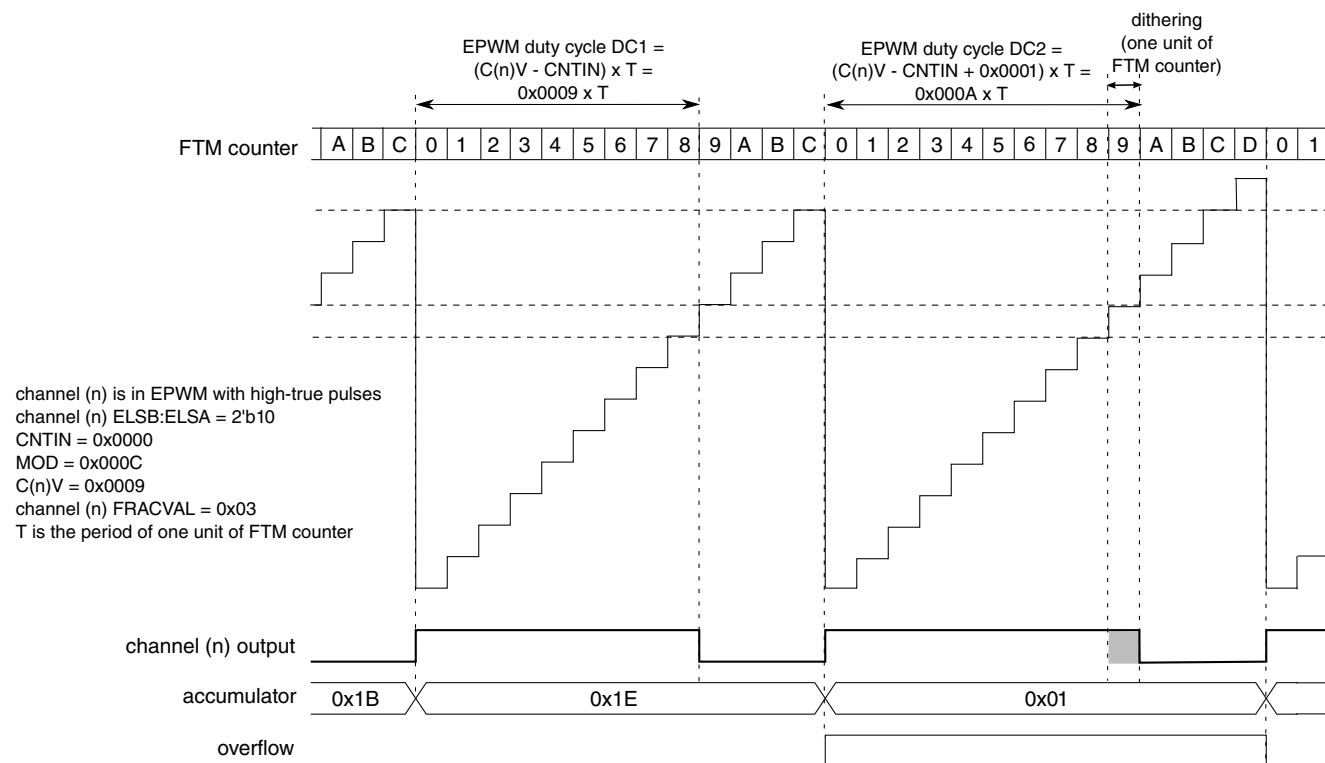 EPWM duty cycle DC1 =
(C(n)V - CNTIN) x T =
0x0009 x T
EPWM duty cycle DC2 =
(C(n)V - CNTIN + 0x0001) x T =
0x000A x T
dithering
(one unit of
FTM counter)
FTM counter A B C 0 1 2 3 4 5 6 7 8 9 A B C 0 1 2 3 4 5 6 7 8 9 A B C D 0 1
channel (n) is in EPWM with high-true pulses
channel (n) ELSB:ELSA = 2'b10
CNTIN = 0x0000
MOD = 0x000C
C(n)V = 0x0009
channel (n) FRACVAL = 0x03
T is the period of one unit of FTM counter
channel (n) output
accumulator 0x1B 0x1E 0x01
overflow